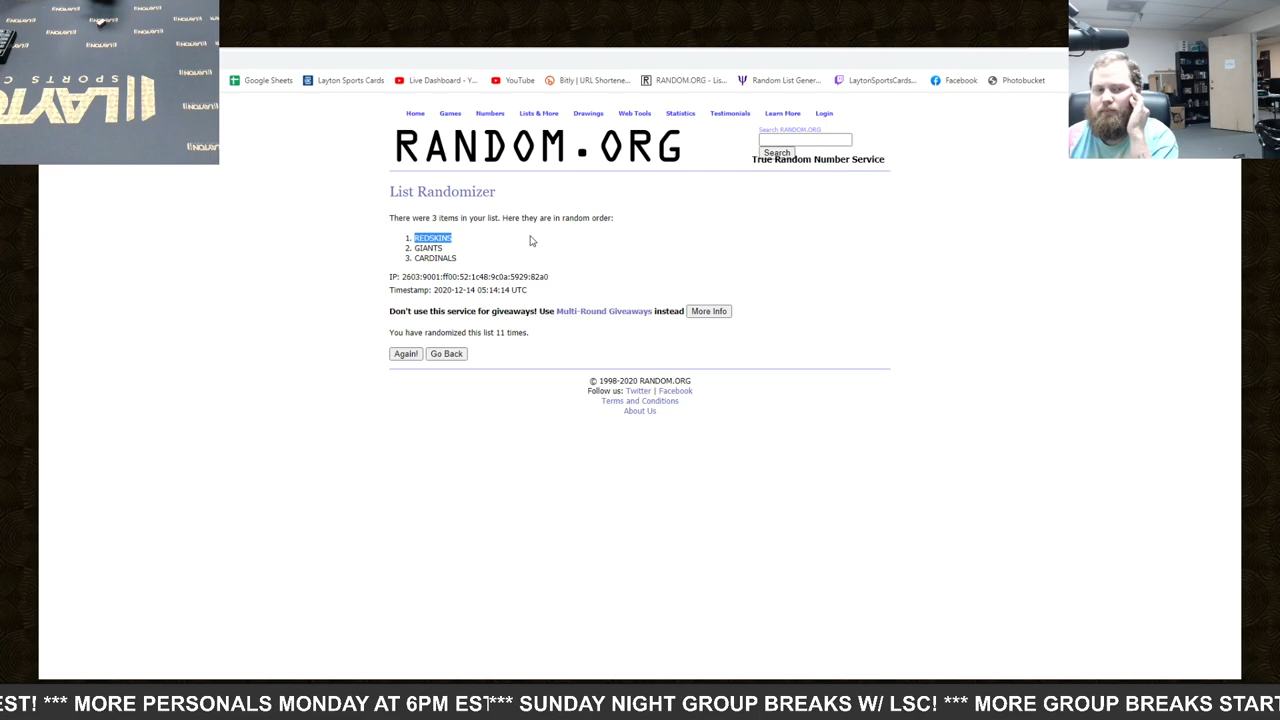 LAYTON
SPORTS C
Google Sheets
Layton Sports Cards
Live Dashboard - Y...
YouTube
Bitly | URL Shortene...
RANDOM.ORG - Lis...
Random List Gener...
LaytonSportsCards...
Facebook
Photobucket
Home Games Numbers Lists & More Drawings Web Tools Statistics Testimonials Learn More Login
RANDOM.ORG
Search RANDOM.ORG
Search
True Random Number Service
List Randomizer
There were 3 items in your list. Here they are in random order:
1. REDSKINS
2. GIANTS
3. CARDINALS
IP: 2603:9001:ff00:52:1c48:9c0a:5929:82a0
Timestamp: 2020-12-14 05:14:14 UTC
Don't use this service for giveaways! Use Multi-Round Giveaways instead More Info
You have randomized this list 11 times.
Again! Go Back
© 1998-2020 RANDOM.ORG
Follow us: Twitter | Facebook
Terms and Conditions
About Us
EST! *** MORE PERSONALS MONDAY AT 6PM EST*** SUNDAY NIGHT GROUP BREAKS W/ LSC! *** MORE GROUP BREAKS STAR